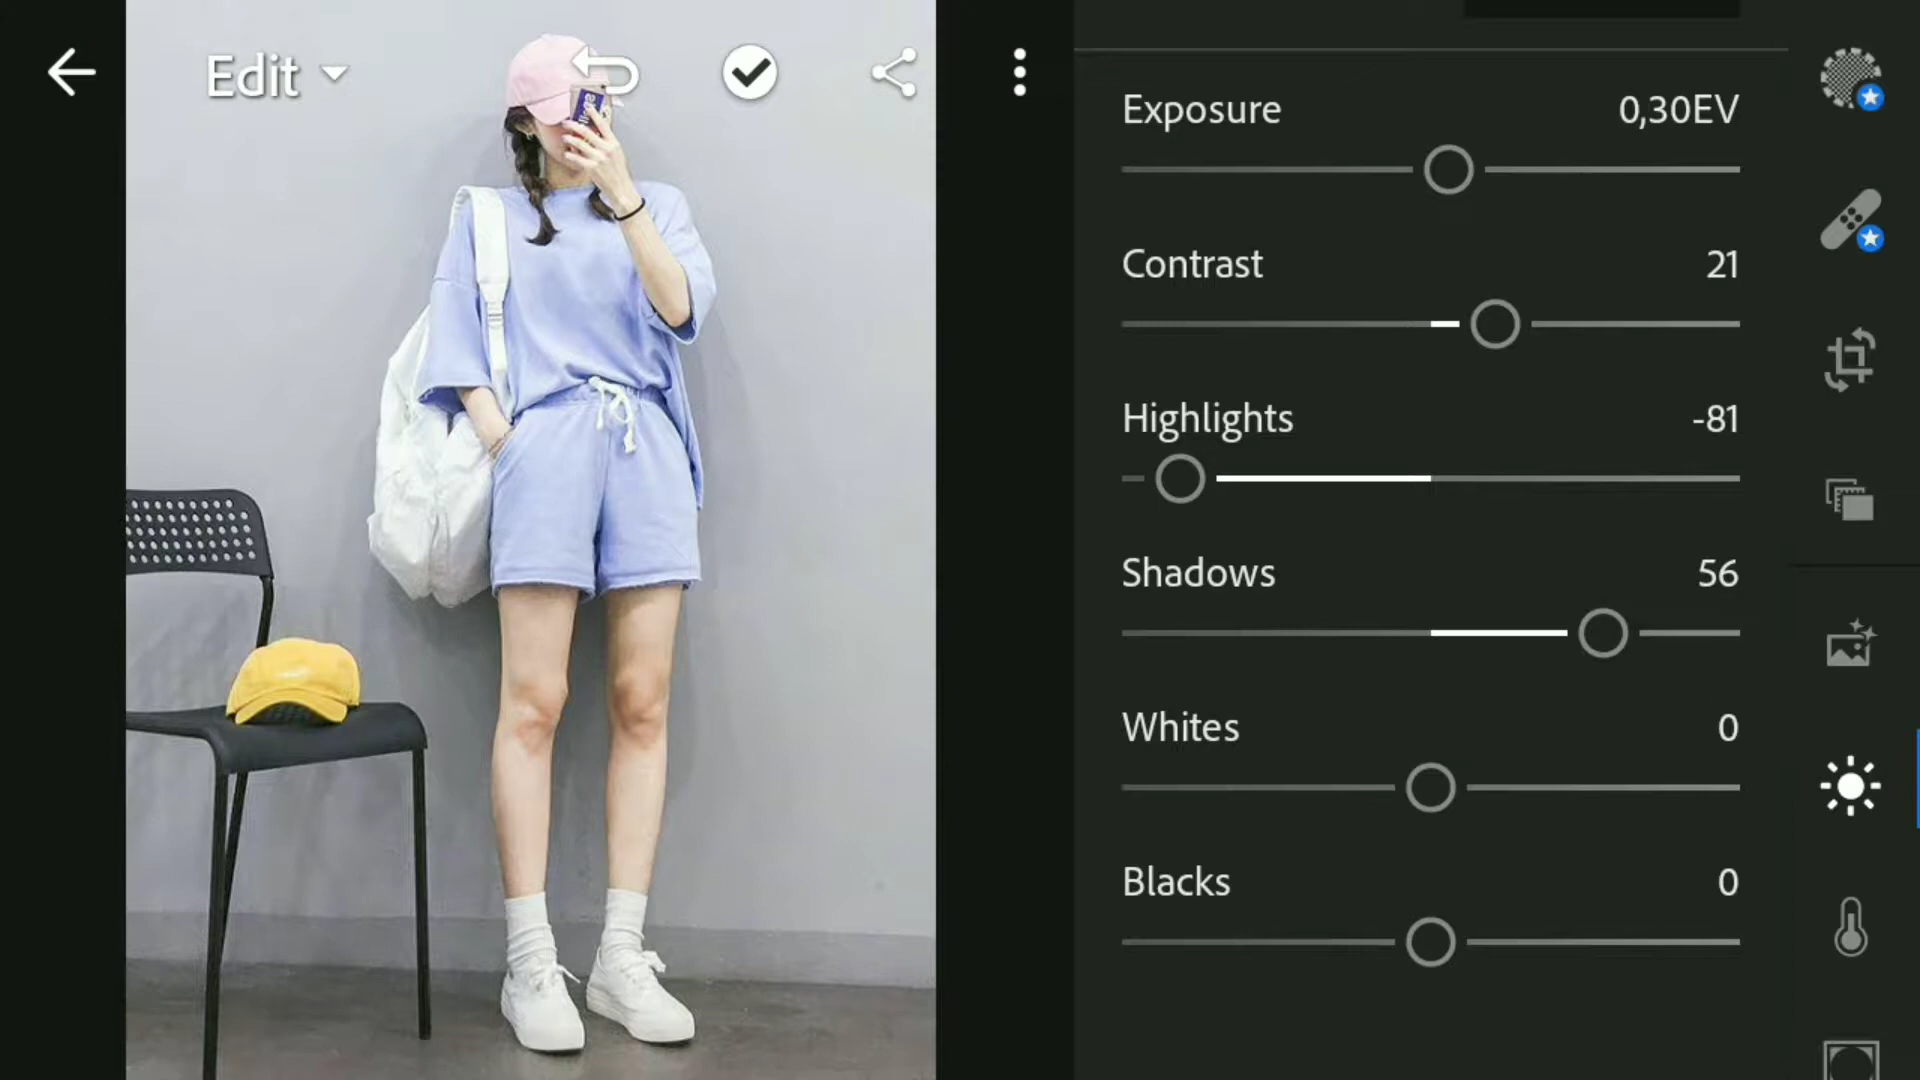 Edit
Exposure 0,30EV
Contrast 21
Highlights -81
Shadows 56
Whites 0
Blacks 0